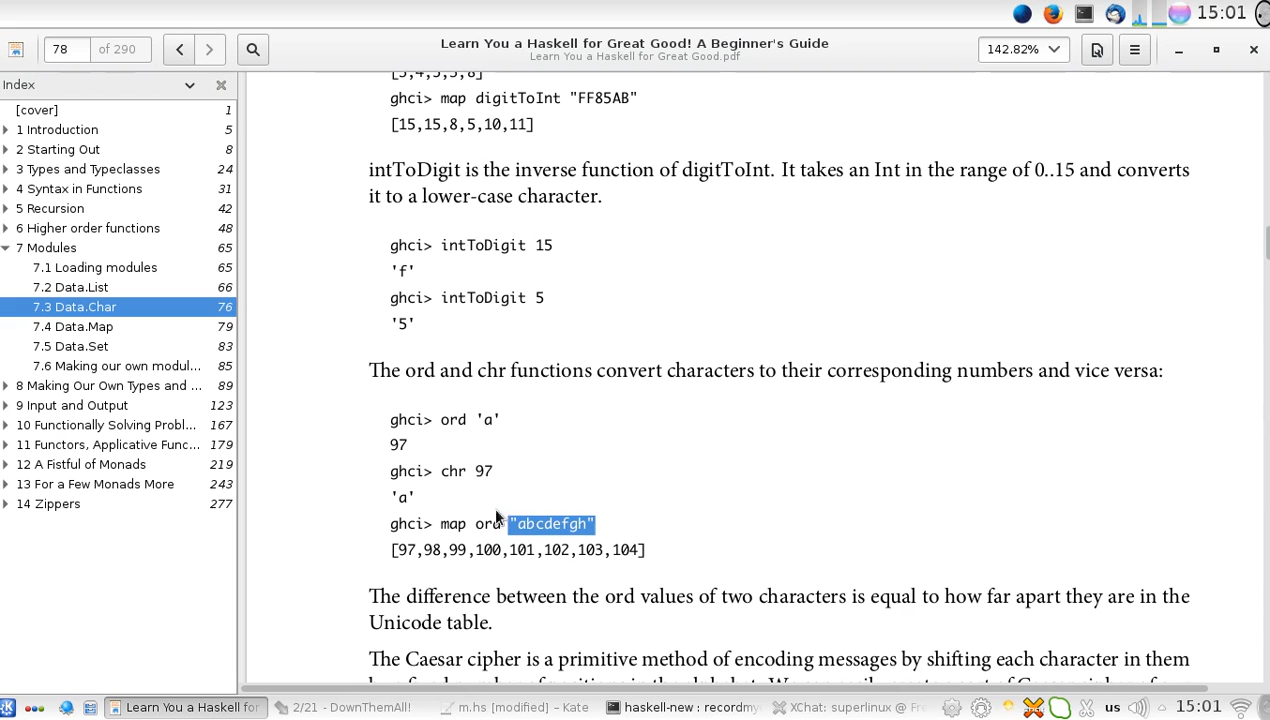 15:01
78 of 290
Learn You a Haskell for Great Good! A Beginner's Guide
Learn You a Haskell for Great Good.pdf
142.82%
Index
[cover] 1
1 Introduction 5
2 Starting Out 8
3 Types and Typeclasses 24
4 Syntax in Functions 31
5 Recursion 42
6 Higher order functions 48
7 Modules 65
7.1 Loading modules 65
7.2 Data.List 66
7.3 Data.Char 76
7.4 Data.Map 79
7.5 Data.Set 83
7.6 Making our own modul... 85
8 Making Our Own Types and ... 89
9 Input and Output 123
10 Functionally Solving Probl... 167
11 Functors, Applicative Func... 179
12 A Fistful of Monads 219
13 For a Few Monads More 243
14 Zippers 277
ghci> map digitToInt "FF85AB"
[15,15,8,5,10,11]
intToDigit is the inverse function of digitToInt. It takes an Int in the range of 0..15 and converts
it to a lower-case character.
ghci> intToDigit 15
'f'
ghci> intToDigit 5
'5'
The ord and chr functions convert characters to their corresponding numbers and vice versa:
ghci> ord 'a'
97
ghci> chr 97
'a'
ghci> map ord "abcdefgh"
[97,98,99,100,101,102,103,104]
The difference between the ord values of two characters is equal to how far apart they are in the
Unicode table.
The Caesar cipher is a primitive method of encoding messages by shifting each character in them
Learn You a Haskell for
2/21 - DownThemAll!
m.hs [modified] – Kate
haskell-new : recordmy
XChat: superlinux @ Fre
us
15:01